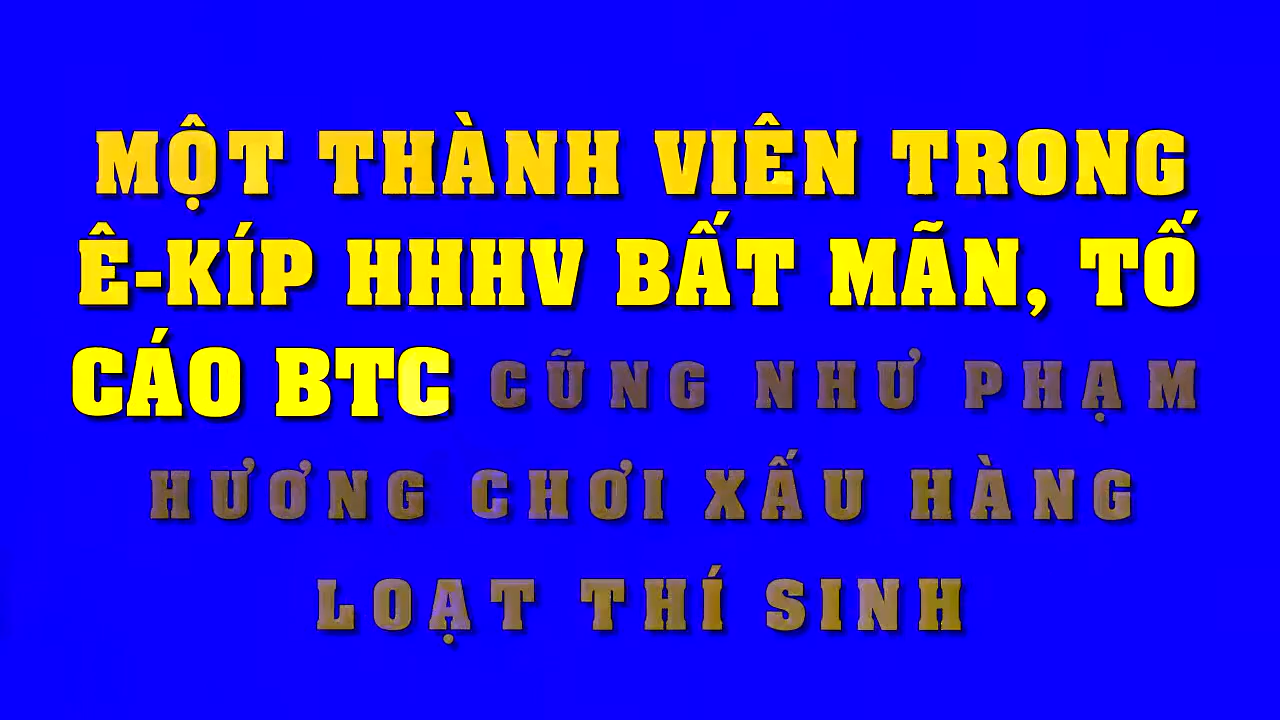 MỘT THÀNH VIÊN TRONG
Ê-KÍP HHHV BẤT MÃN, TỐ
CÁO BTC CŨNG NHƯ PHẠM
HƯƠNG CHƠI XẤU HÀNG
LOẠT THÍ SINH